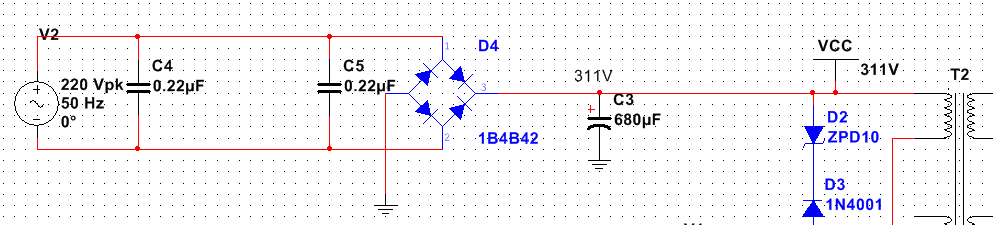 V2
220 Vpk
50 Hz
0°
C4
0.22µF
C5
0.22µF
D4
1
3
2
1B4B42
311V
C3
680µF
VCC
311V
T2
D2
ZPD10
D3
1N4001